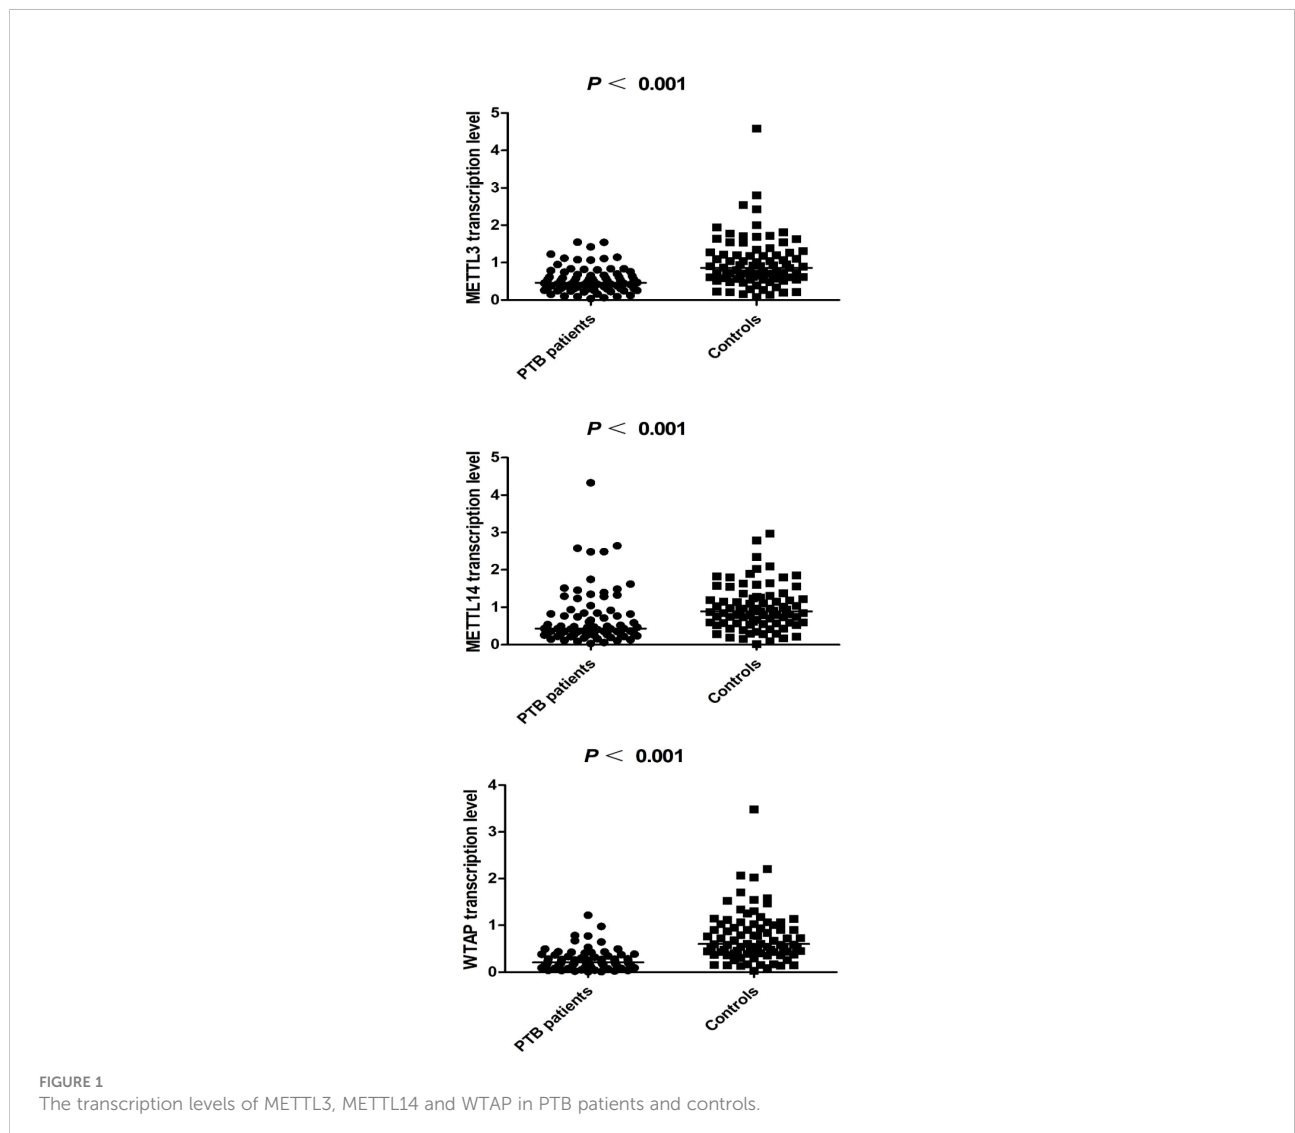 P < 0.001
METTL3 transcription level
5
4
3
2
1
0
PTB patients
Controls
P < 0.001
METTL14 transcription level
5
4
3
2
1
0
PTB patients
Controls
P < 0.001
WTAP transcription level
4
3
2
1
0
PTB patients
Controls
FIGURE 1
The transcription levels of METTL3, METTL14 and WTAP in PTB patients and controls.